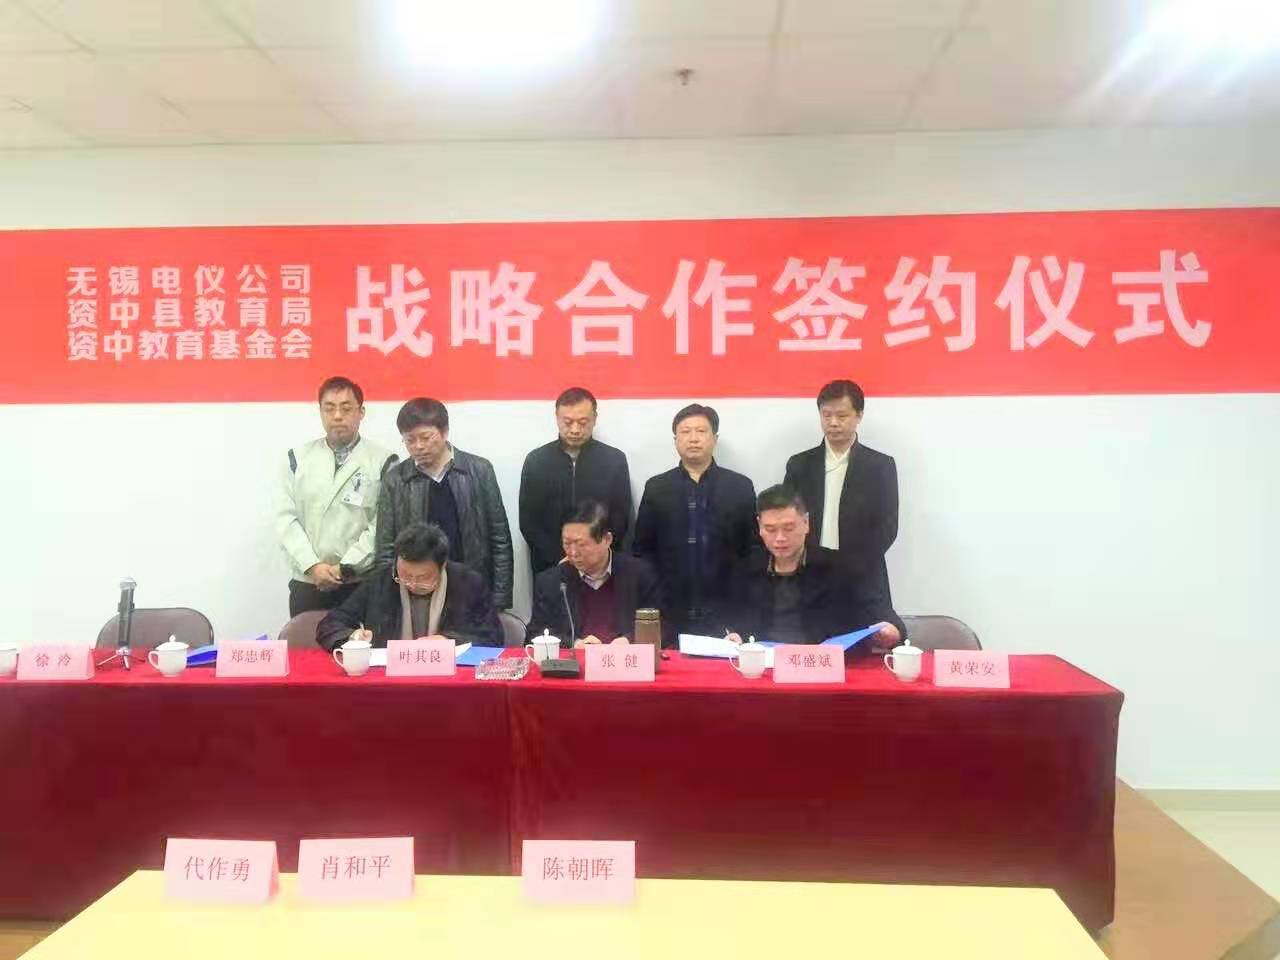 无锡电仪公司
资中县教育局
资中教育基金会
战略合作签约仪式
徐泠
郑忠辉
叶其良
张健
邓盛斌
黄荣安
代作勇
肖和平
陈朝晖